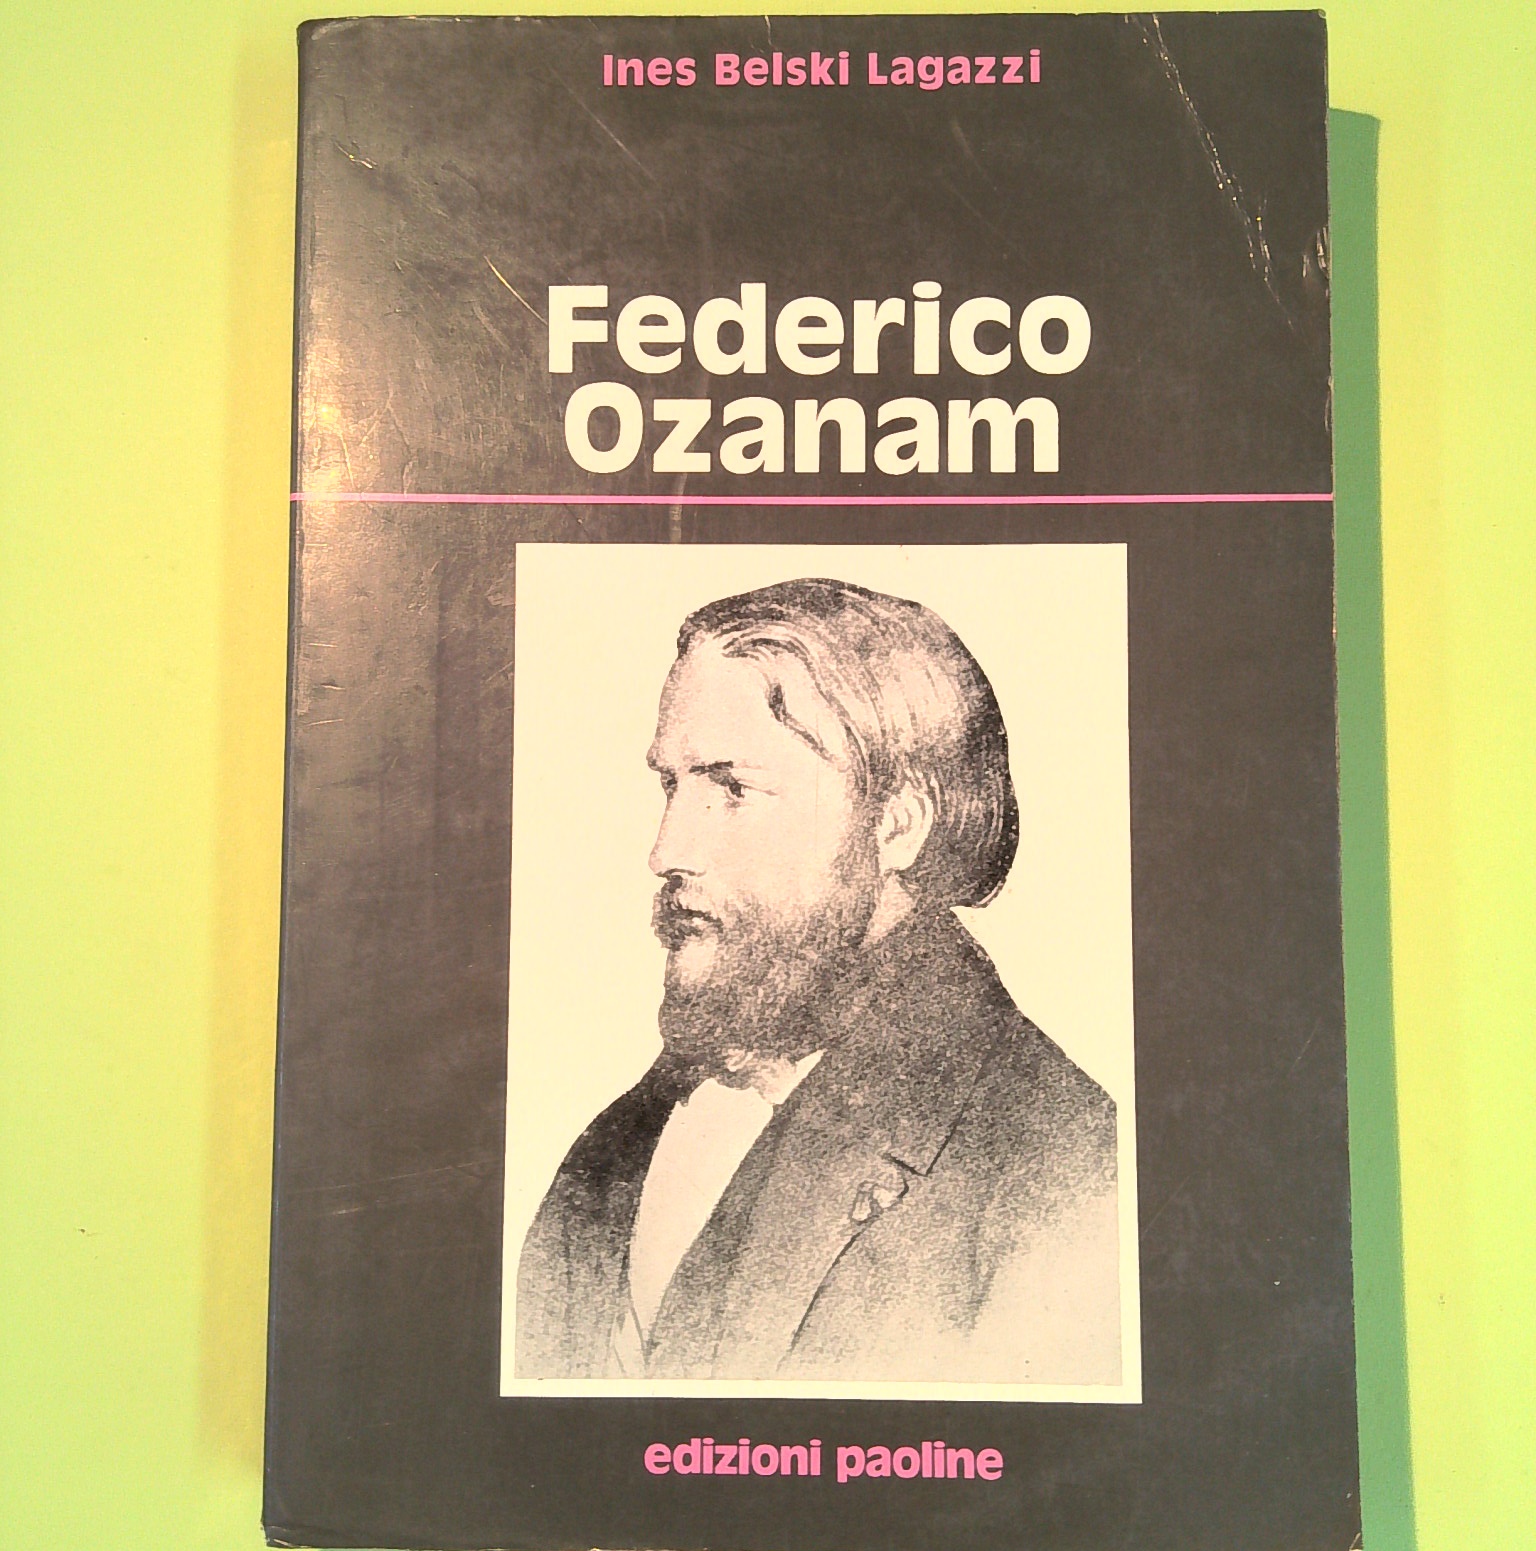 Ines Belski Lagazzi
Federico
Ozanam
edizioni paoline